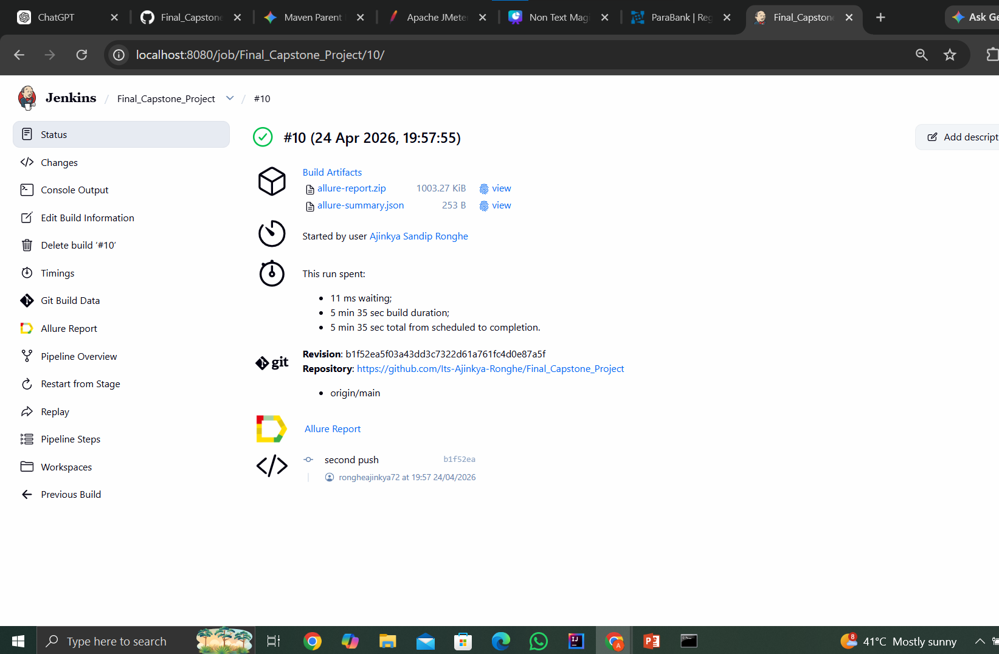 ChatGPT
Final_Capstone
Maven Parent
Apache JMete
Non Text Mag
ParaBank | Reg
Final_Capston
Ask Ge
localhost:8080/job/Final_Capstone_Project/10/
Jenkins / Final_Capstone_Project / #10
Status
Changes
Console Output
Edit Build Information
Delete build ‘#10’
Timings
Git Build Data
Allure Report
Pipeline Overview
Restart from Stage
Replay
Pipeline Steps
Workspaces
Previous Build
#10 (24 Apr 2026, 19:57:55)
Add descript
Build Artifacts
allure-report.zip 1003.27 KiB view
allure-summary.json 253 B view
Started by user Ajinkya Sandip Ronghe
This run spent:
11 ms waiting;
5 min 35 sec build duration;
5 min 35 sec total from scheduled to completion.
git
Revision: b1f52ea5f03a43dd3c7322d61a761fc4d0e87a5f
Repository: https://github.com/Its-Ajinkya-Ronghe/Final_Capstone_Project
origin/main
Allure Report
second push b1f52ea
rongheajinkya72 at 19:57 24/04/2026
Type here to search
IJ
A
P
8
41°C Mostly sunny